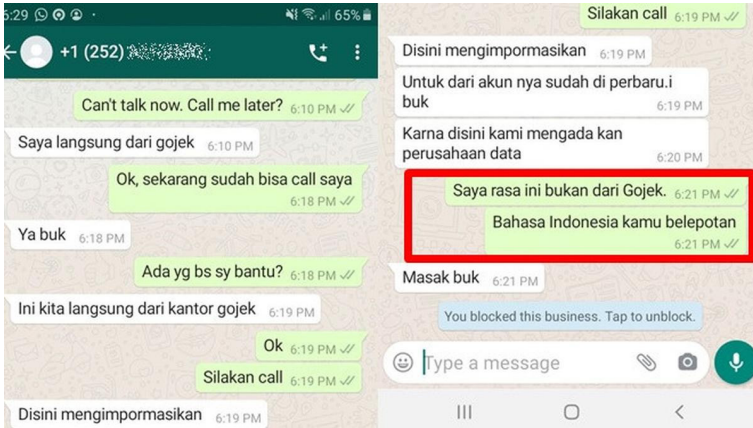 5:29
65%
+1 (252)
Can't talk now. Call me later? 6:10 PM
Saya langsung dari gojek 6:10 PM
Ok, sekarang sudah bisa call saya
6:18 PM
Ya buk 6:18 PM
Ada yg bs sy bantu? 6:18 PM
Ini kita langsung dari kantor gojek 6:19 PM
Ok 6:19 PM
Silakan call 6:19 PM
Disini mengimpormasikan 6:19 PM
Silakan call 6:19 PM
Disini mengimpormasikan 6:19 PM
Untuk dari akun nya sudah di perbaru.i
buk 6:19 PM
Karna disini kami mengada kan
perusahaan data 6:20 PM
Saya rasa ini bukan dari Gojek. 6:21 PM
Bahasa Indonesia kamu belepotan
6:21 PM
Masak buk 6:21 PM
You blocked this business. Tap to unblock.
Type a message